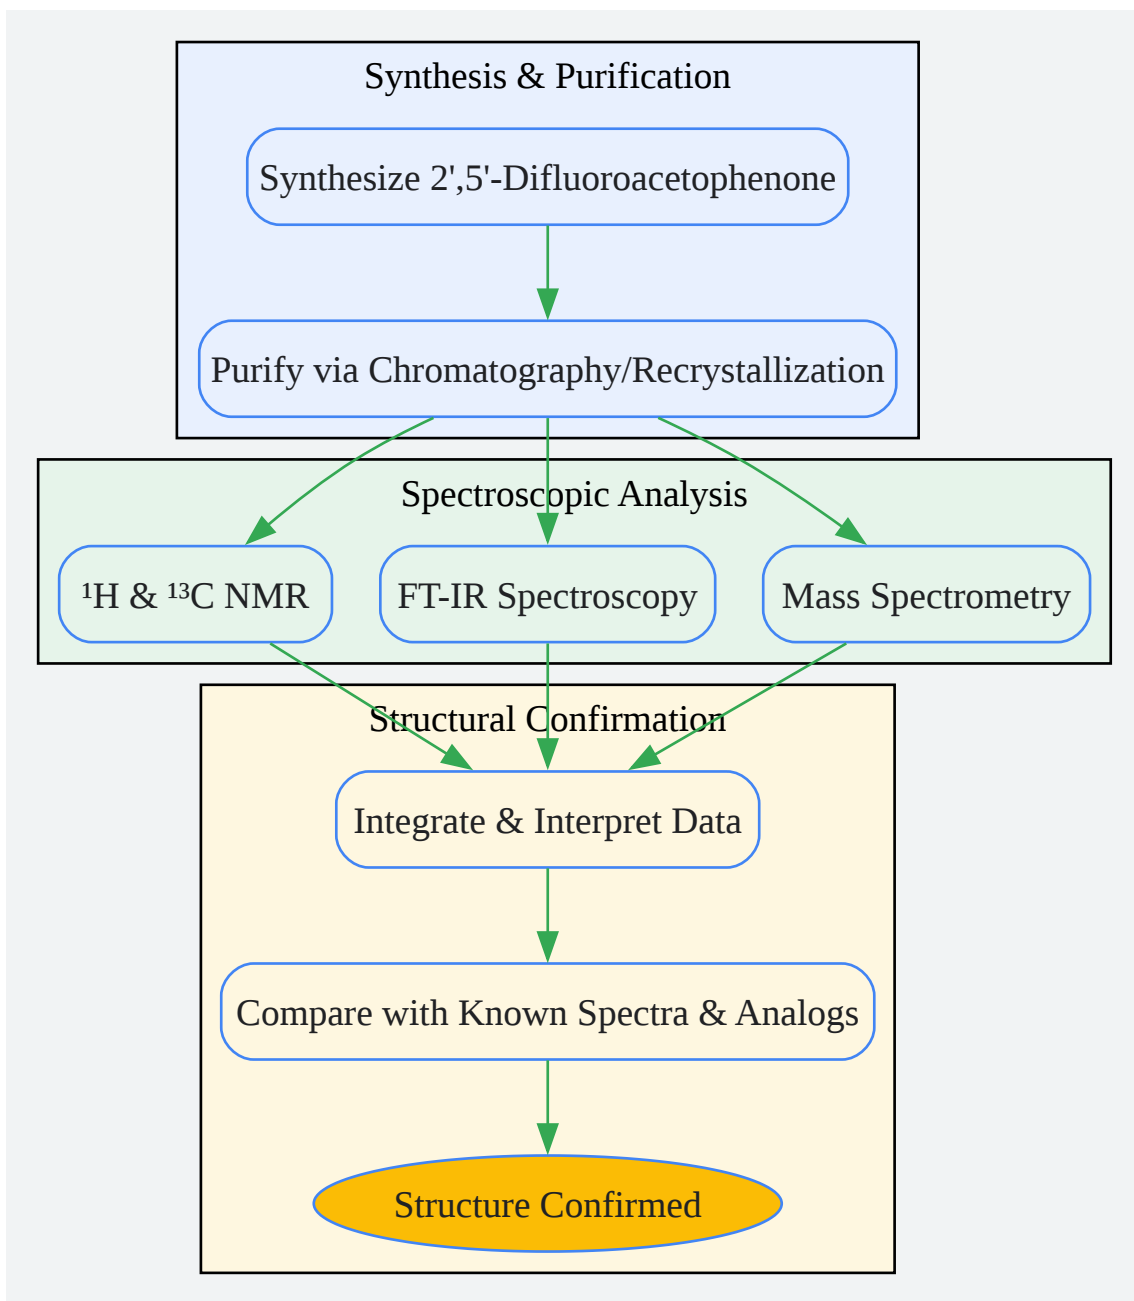 Synthesis & Purification
Synthesize 2',5'-Difluoroacetophenone
Purify via Chromatography/Recrystallization
Spectroscopic Analysis
¹H & ¹³C NMR
FT-IR Spectroscopy
Mass Spectrometry
Structural Confirmation
Integrate & Interpret Data
Compare with Known Spectra & Analogs
Structure Confirmed